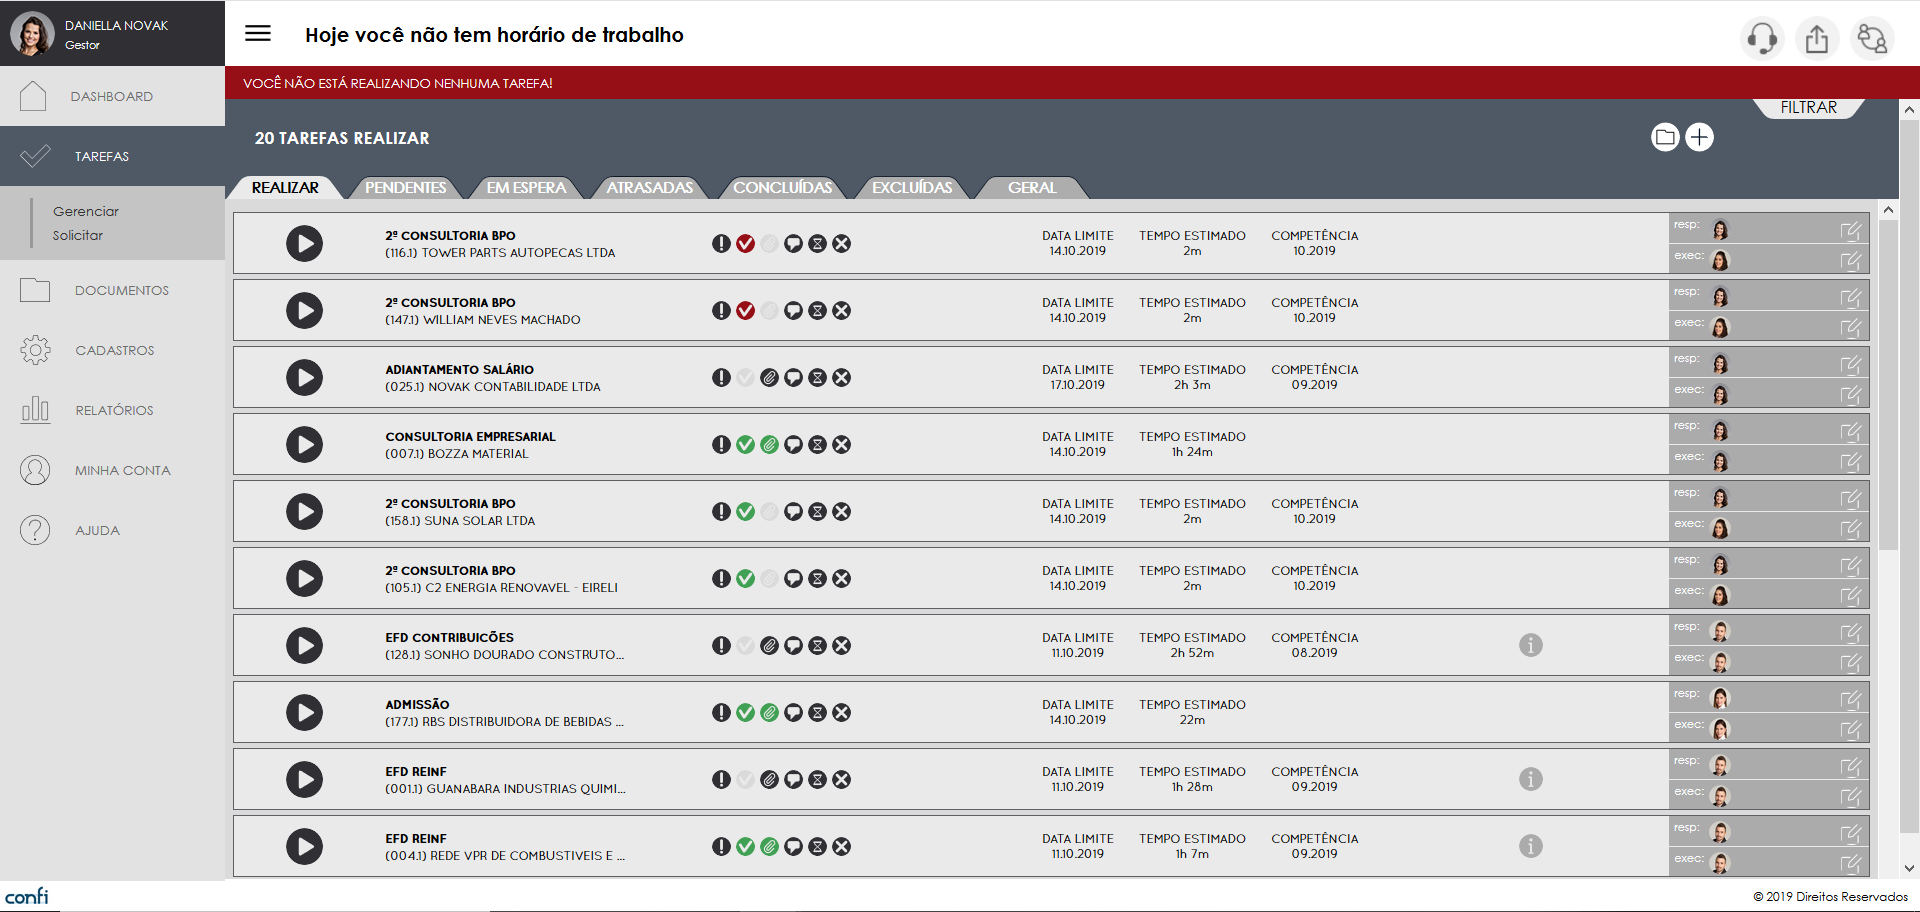 DANIELLA NOVAK
Gestor
Hoje você não tem horário de trabalho
VOCÊ NÃO ESTÁ REALIZANDO NENHUMA TAREFA!
DASHBOARD
TAREFAS
Gerenciar
Solicitar
DOCUMENTOS
CADASTROS
RELATÓRIOS
MINHA CONTA
AJUDA
FILTRAR
20 TAREFAS REALIZAR
REALIZAR PENDENTES EM ESPERA ATRASADAS CONCLUÍDAS EXCLUÍDAS GERAL
2ª CONSULTORIA BPO
(116.1) TOWER PARTS AUTOPECAS LTDA
DATA LIMITE TEMPO ESTIMADO COMPETÊNCIA
14.10.2019 2m 10.2019
resp:
exec:
2ª CONSULTORIA BPO
(147.1) WILLIAM NEVES MACHADO
DATA LIMITE TEMPO ESTIMADO COMPETÊNCIA
14.10.2019 2m 10.2019
resp:
exec:
ADIANTAMENTO SALÁRIO
(025.1) NOVAK CONTABILIDADE LTDA
DATA LIMITE TEMPO ESTIMADO COMPETÊNCIA
17.10.2019 2h 3m 09.2019
resp:
exec:
CONSULTORIA EMPRESARIAL
(007.1) BOZZA MATERIAL
DATA LIMITE TEMPO ESTIMADO
14.10.2019 1h 24m
resp:
exec:
2ª CONSULTORIA BPO
(158.1) SUNA SOLAR LTDA
DATA LIMITE TEMPO ESTIMADO COMPETÊNCIA
14.10.2019 2m 10.2019
resp:
exec:
2ª CONSULTORIA BPO
(105.1) C2 ENERGIA RENOVAVEL - EIRELI
DATA LIMITE TEMPO ESTIMADO COMPETÊNCIA
14.10.2019 2m 10.2019
resp:
exec:
EFD CONTRIBUICÕES
(128.1) SONHO DOURADO CONSTRUTO...
DATA LIMITE TEMPO ESTIMADO COMPETÊNCIA
11.10.2019 2h 52m 08.2019
resp:
exec:
ADMISSÃO
(177.1) RBS DISTRIBUIDORA DE BEBIDAS ...
DATA LIMITE TEMPO ESTIMADO
14.10.2019 22m
resp:
exec:
EFD REINF
(001.1) GUANABARA INDUSTRIAS QUIMI...
DATA LIMITE TEMPO ESTIMADO COMPETÊNCIA
11.10.2019 1h 28m 09.2019
resp:
exec:
EFD REINF
(004.1) REDE VPR DE COMBUSTIVEIS E ...
DATA LIMITE TEMPO ESTIMADO COMPETÊNCIA
11.10.2019 1h 7m 09.2019
resp:
exec:
confi
© 2019 Direitos Reservados